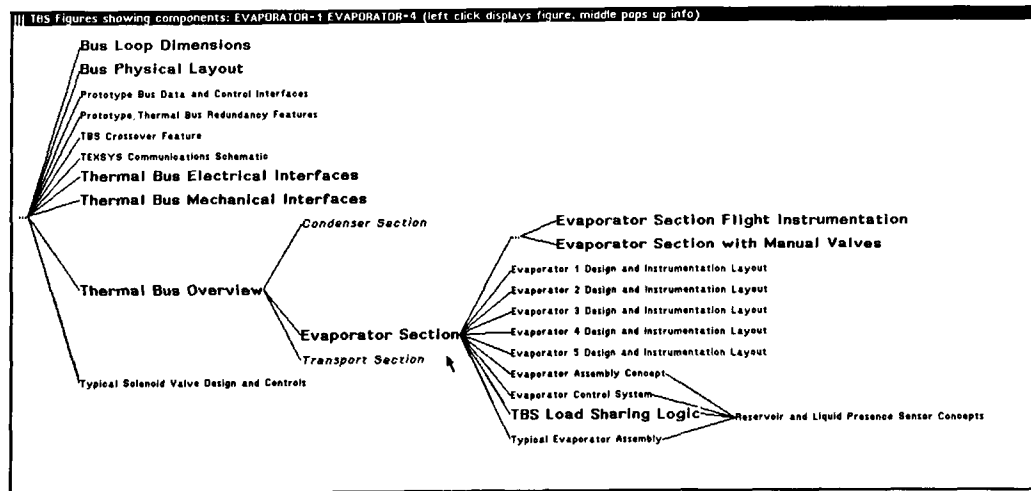 TBS Figures showing components: EVAPORATOR-1 EVAPORATOR-4 (left click displays figure, middle pops up info)
Bus Loop Dimensions
Bus Physical Layout
Prototype Bus Data and Control Interfaces
Prototype Thermal Bus Redundancy Features
TBS Crossover Feature
TEXSYS Communications Schematic
Thermal Bus Electrical Interfaces
Thermal Bus Mechanical Interfaces
...
Thermal Bus Overview
Typical Solenoid Valve Design and Controls
Condenser Section
Evaporator Section
Transport Section
...
Evaporator Section Flight Instrumentation
Evaporator Section with Manual Valves
Evaporator 1 Design and Instrumentation Layout
Evaporator 2 Design and Instrumentation Layout
Evaporator 3 Design and Instrumentation Layout
Evaporator 4 Design and Instrumentation Layout
Evaporator 5 Design and Instrumentation Layout
Evaporator Assembly Concept
Evaporator Control System
TBS Load Sharing Logic
Typical Evaporator Assembly
Reservoir and Liquid Presence Sensor Concepts